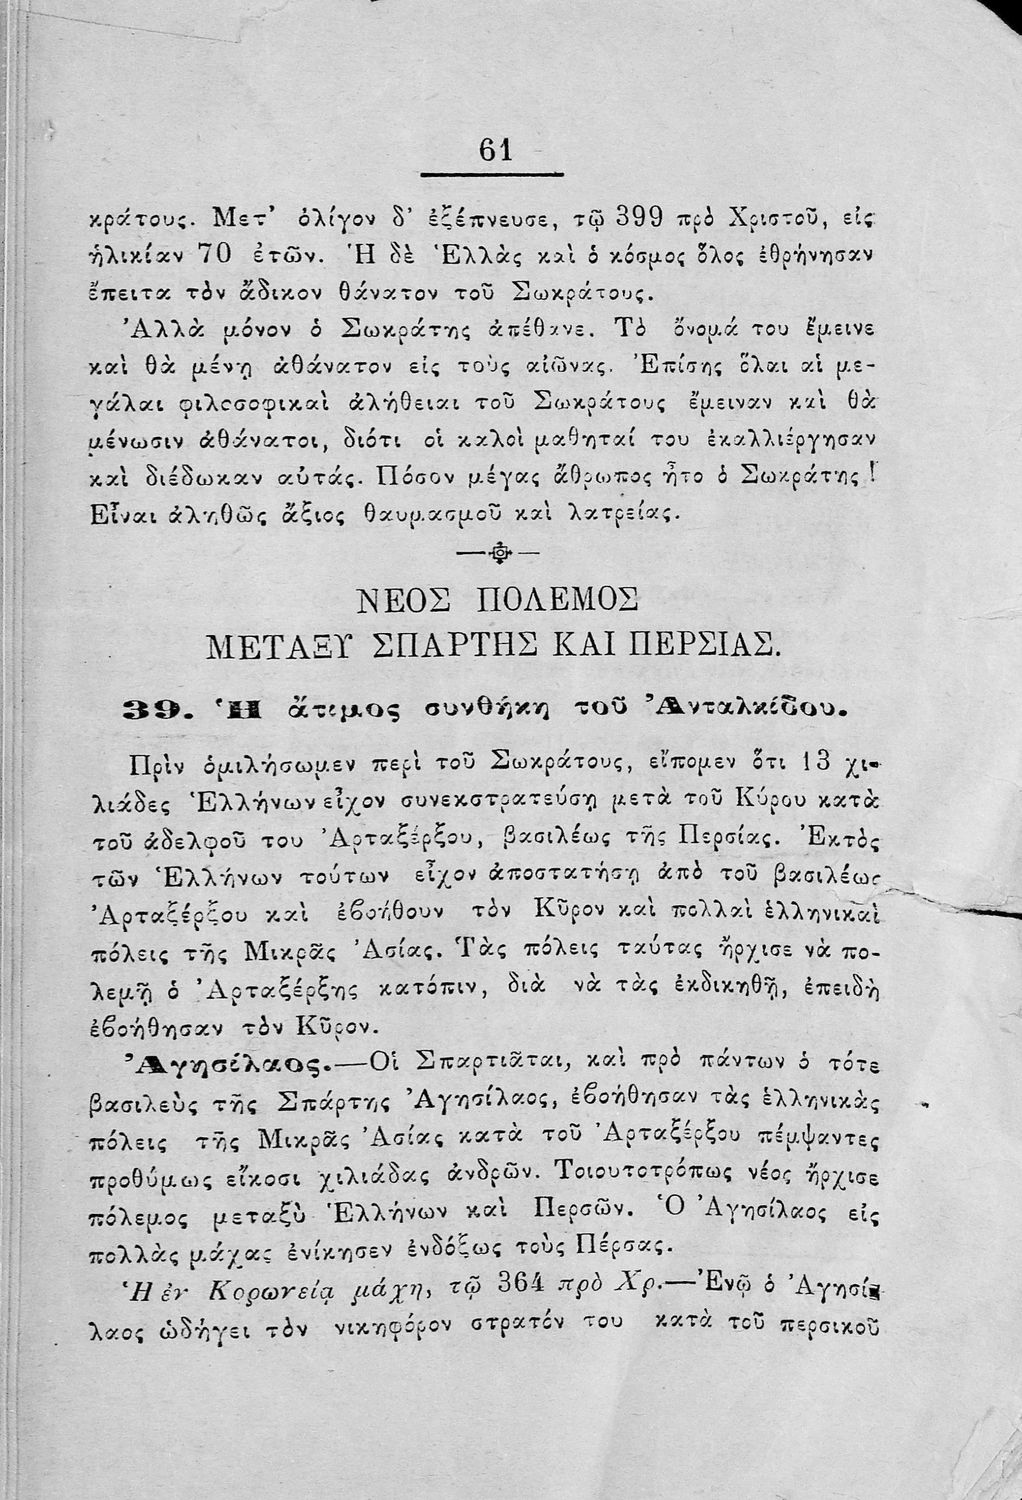 61
κράτους. Μετ' ὀλίγον δ' ἐξέπνευσε, τῷ 399 πρὸ Χριστοῦ, εἰς
ἡλικίαν 70 ἐτῶν. Ἡ δὲ Ἑλλὰς καὶ ὁ κόσμος ὅλος ἐθρήνησαν
ἔπειτα τὸν ἄδικον θάνατον τοῦ Σωκράτους.
Ἀλλὰ μόνον ὁ Σωκράτης ἀπέθανε. Τὸ ὄνομά του ἔμεινε
καὶ θὰ μένῃ ἀθάνατον εἰς τοὺς αἰῶνας. Ἐπίσης ὅλαι αἱ με-
γάλαι φιλοσοφικαὶ ἀλήθειαι τοῦ Σωκράτους ἔμειναν καὶ θὰ
μένωσιν ἀθάνατοι, διότι οἱ καλοὶ μαθηταί του ἐκαλλιέργησαν
καὶ διέδωκαν αὐτάς. Πόσον μέγας ἄθρωπος ἦτο ὁ Σωκράτης !
Εἶναι ἀληθῶς ἄξιος θαυμασμοῦ καὶ λατρείας.
ΝΕΟΣ ΠΟΛΕΜΟΣ
ΜΕΤΑΞΥ ΣΠΑΡΤΗΣ ΚΑΙ ΠΕΡΣΙΑΣ.
39. Ἡ ἄτιμος συνθήκη τοῦ Ἀνταλκίδου.
Πρὶν ὁμιλήσωμεν περὶ τοῦ Σωκράτους, εἴπομεν ὅτι 13 χι-
λιάδες Ἑλλήνων εἶχον συνεκστρατεύσῃ μετὰ τοῦ Κύρου κατὰ
τοῦ ἀδελφοῦ του Ἀρταξέρξου, βασιλέως τῆς Περσίας. Ἐκτὸς
τῶν Ἑλλήνων τούτων εἶχον ἀποστατήσῃ ἀπὸ τοῦ βασιλέως
Ἀρταξέρξου καὶ ἐβοήθουν τὸν Κῦρον καὶ πολλαὶ ἑλληνικαὶ
πόλεις τῆς Μικρᾶς Ἀσίας. Τὰς πόλεις ταύτας ἤρχισε νὰ πο-
λεμῇ ὁ Ἀρταξέρξης κατόπιν, διὰ νὰ τὰς ἐκδικηθῇ, ἐπειδὴ
ἐβοήθησαν τὸν Κῦρον.
Ἀγησίλαος.—Οἱ Σπαρτιᾶται, καὶ πρὸ πάντων ὁ τότε
βασιλεὺς τῆς Σπάρτης Ἀγησίλαος, ἐβοήθησαν τὰς ἑλληνικὰς
πόλεις τῆς Μικρᾶς Ἀσίας κατὰ τοῦ Ἀρταξέρξου πέμψαντες
προθύμως εἴκοσι χιλιάδας ἀνδρῶν. Τοιουτοτρόπως νέος ἤρχισε
πόλεμος μεταξὺ Ἑλλήνων καὶ Περσῶν. Ὁ Ἀγησίλαος εἰς
πολλὰς μάχας ἐνίκησεν ἐνδόξως τοὺς Πέρσας.
Ἡ ἐν Κορωνείᾳ μάχη, τῷ 364 πρὸ Χρ.—Ἐνῷ ὁ Ἀγησί-
λαος ὡδήγει τὸν νικηφόρον στρατόν του κατὰ τοῦ περσικοῦ